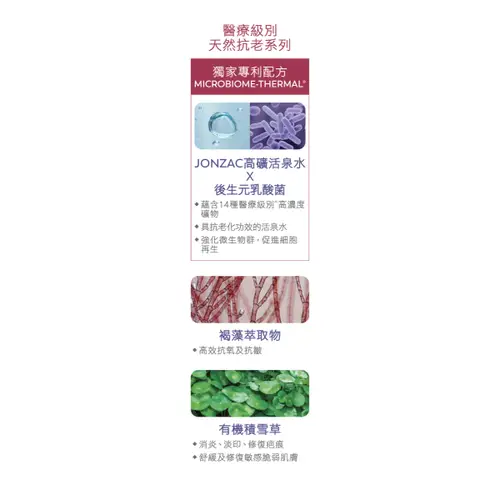 醫療級別
天然抗老系列
獨家專利配方
MICROBIOME-THERMAL®
JONZAC高礦活泉水
X
後生元乳酸菌
◆蘊含14種醫療級別*高濃度
礦物
◆具抗老化功效的活泉水
◆強化微生物群，促進細胞
再生
褐藻萃取物
◆高效抗氧及抗皺
有機積雪草
◆消炎、淡印、修復疤痕
◆舒緩及修復敏感脆弱肌膚